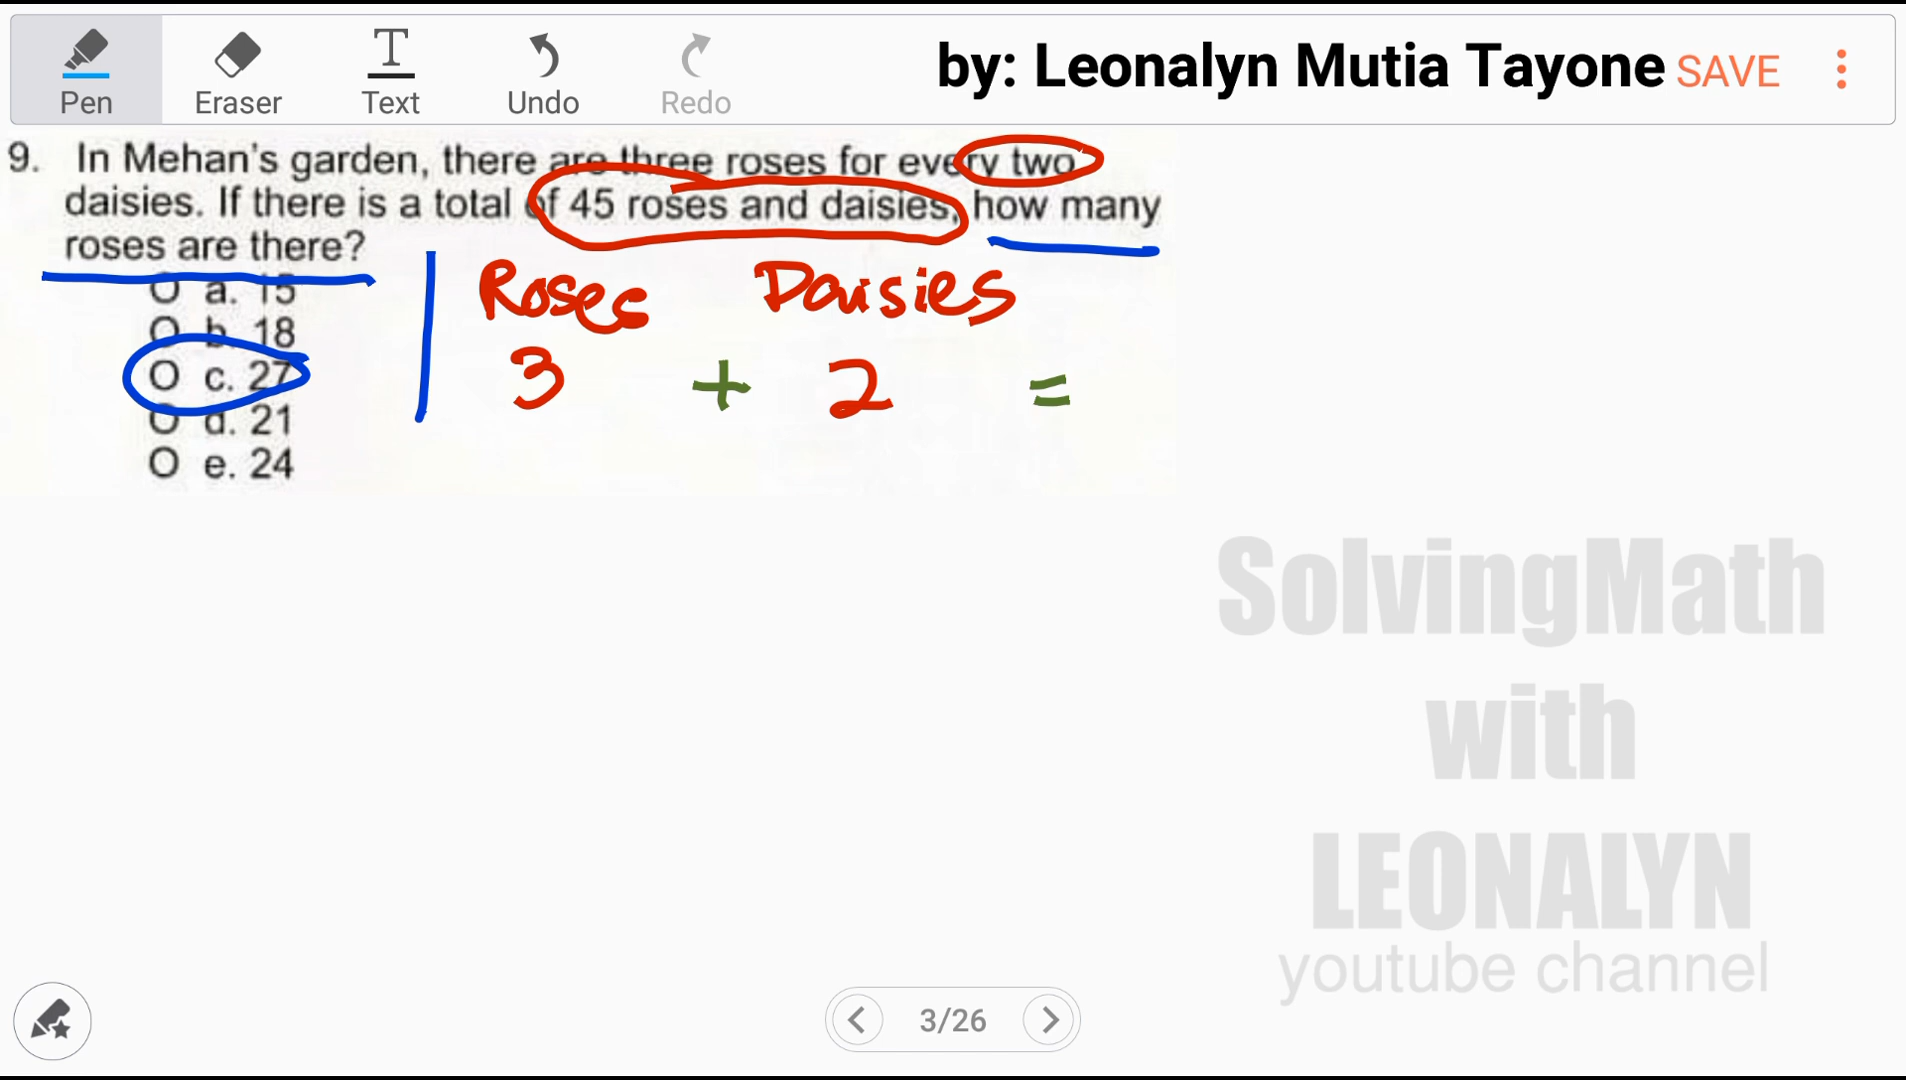 Pen
Eraser
Text
Undo
Redo
by: Leonalyn Mutia Tayone
SAVE
9. In Mehan's garden, there are three roses for every two
daisies. If there is a total of 45 roses and daisies, how many
roses are there?
O a. 15
O b. 18
O c. 27
O d. 21
O e. 24
Roses Daisies
3 + 2 =
SolvingMath
with
LEONALYN
youtube channel
3/26